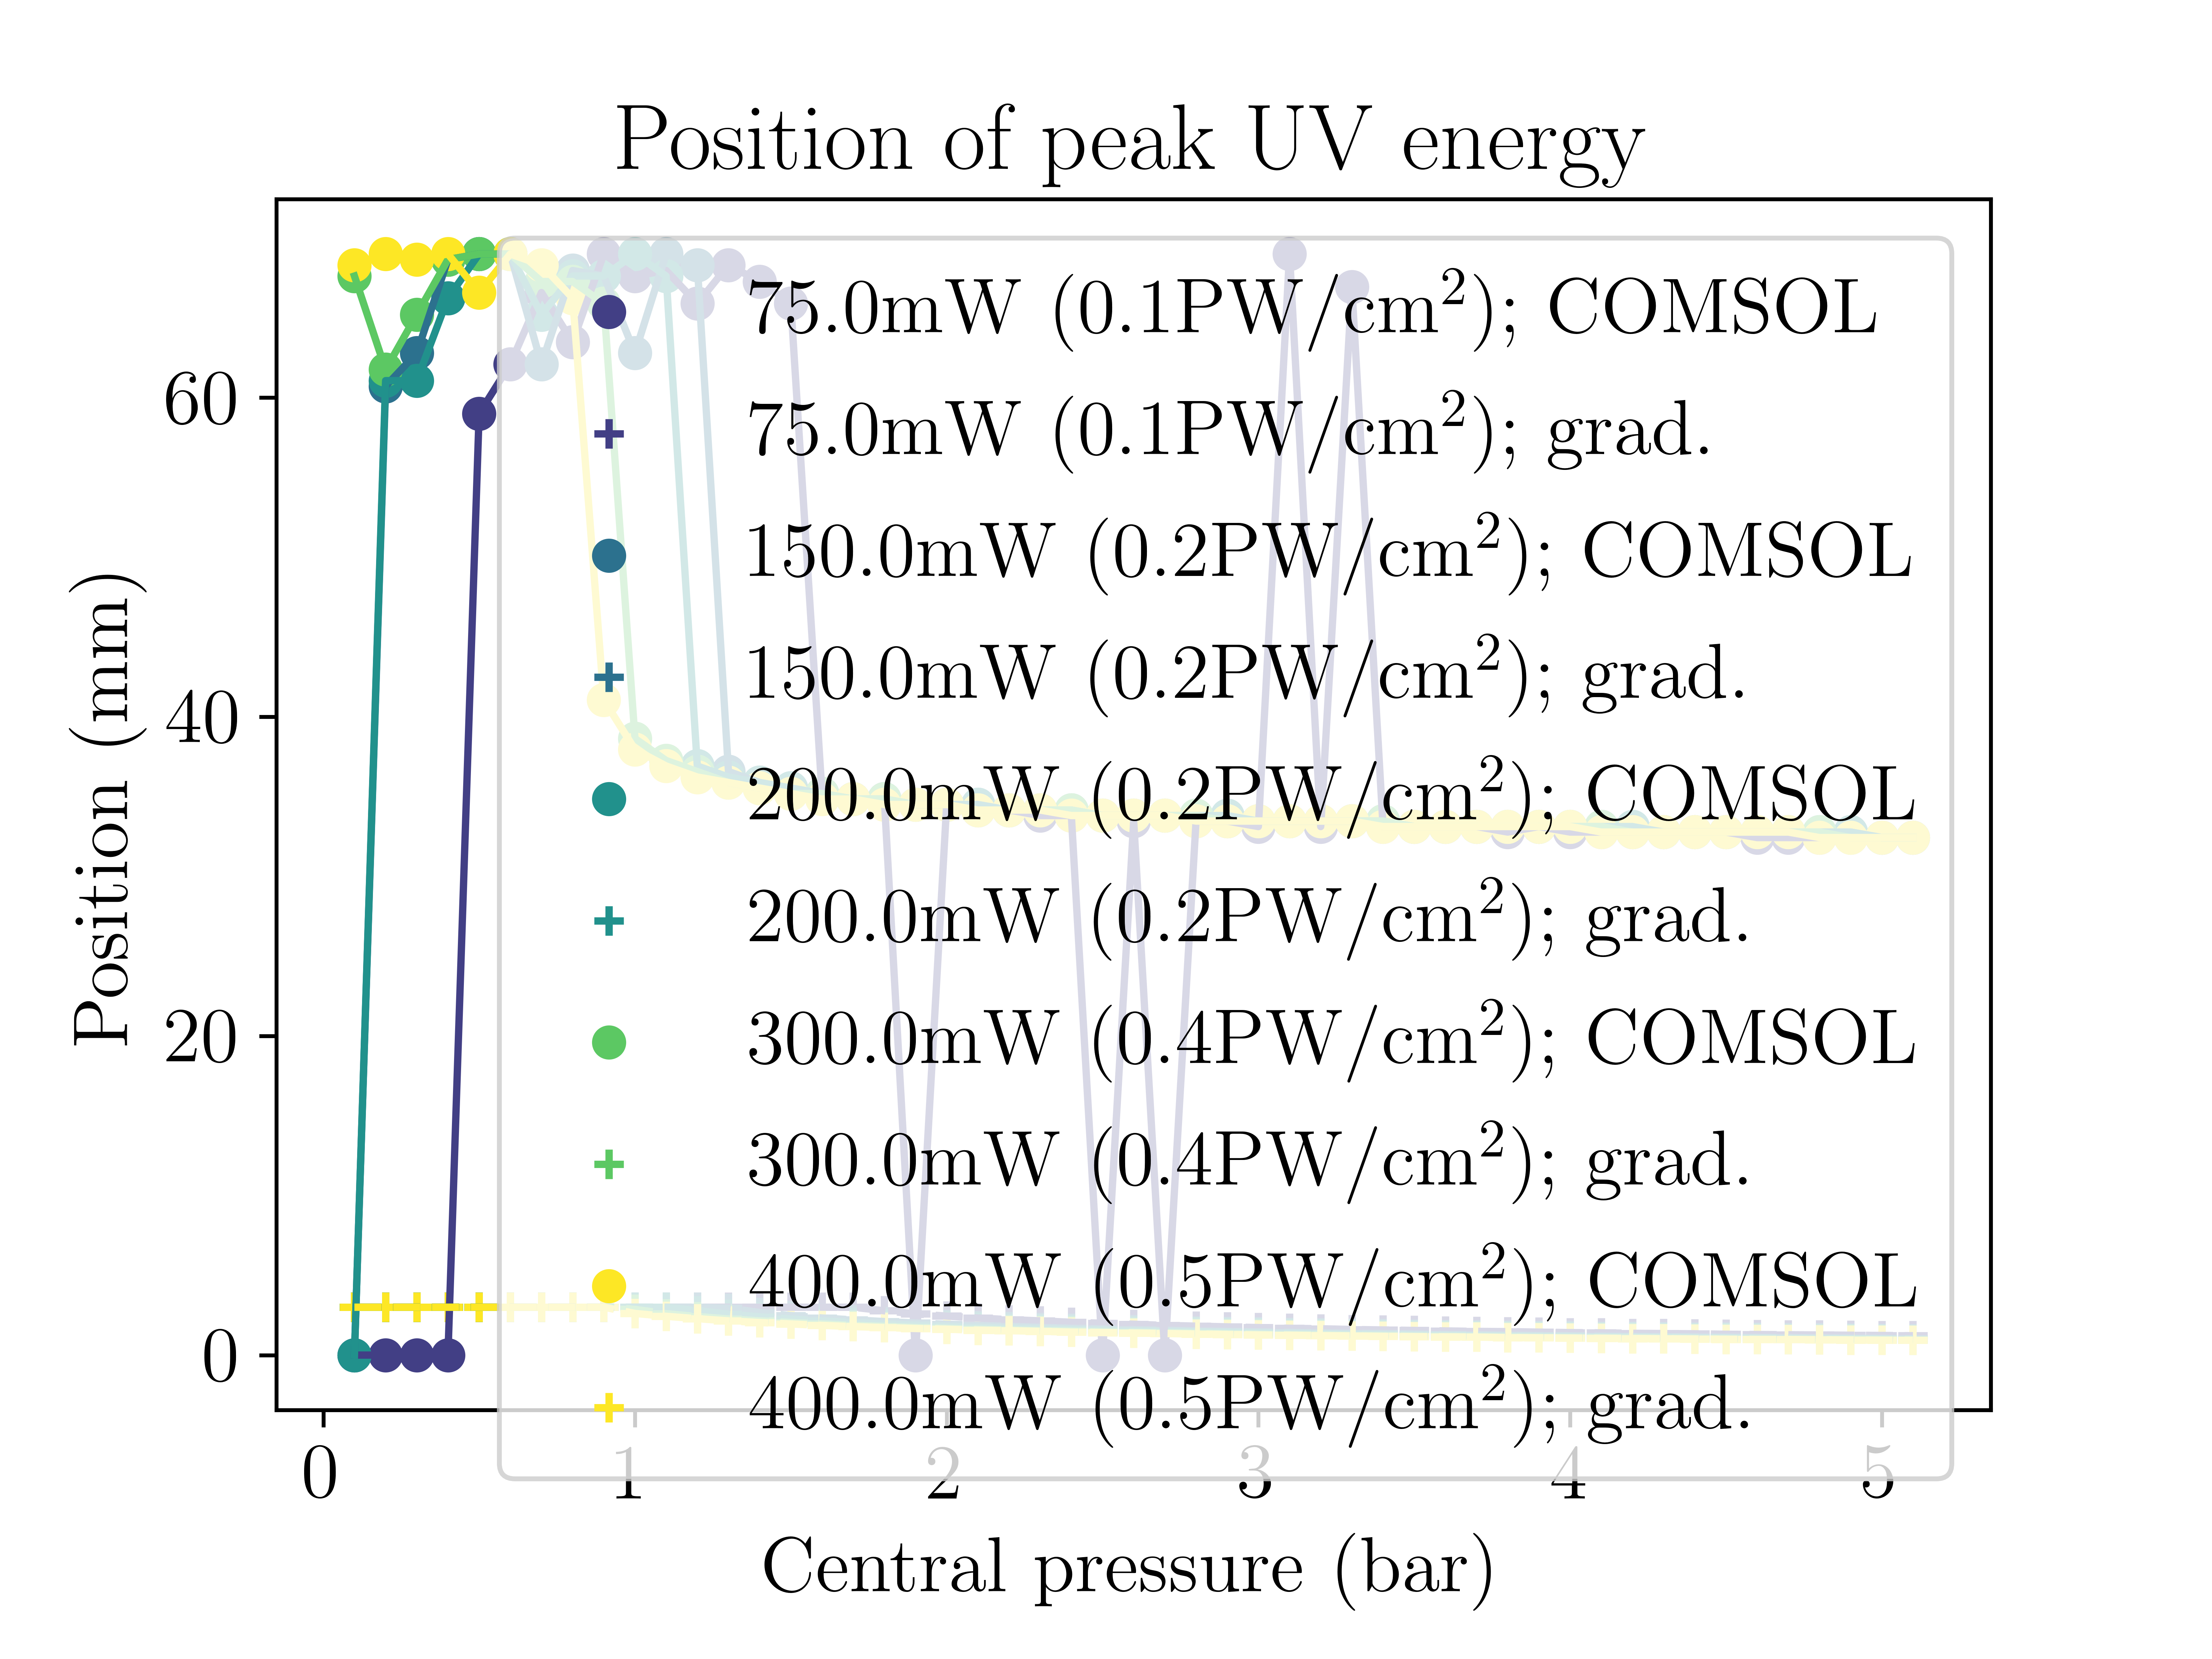 Position of peak UV energy
Position (mm)
60
40
20
0
75.0mW (0.1PW/cm²); COMSOL
75.0mW (0.1PW/cm²); grad.
150.0mW (0.2PW/cm²); COMSOL
150.0mW (0.2PW/cm²); grad.
200.0mW (0.2PW/cm²); COMSOL
200.0mW (0.2PW/cm²); grad.
300.0mW (0.4PW/cm²); COMSOL
300.0mW (0.4PW/cm²); grad.
400.0mW (0.5PW/cm²); COMSOL
400.0mW (0.5PW/cm²); grad.
0 1 2 3 4 5
Central pressure (bar)